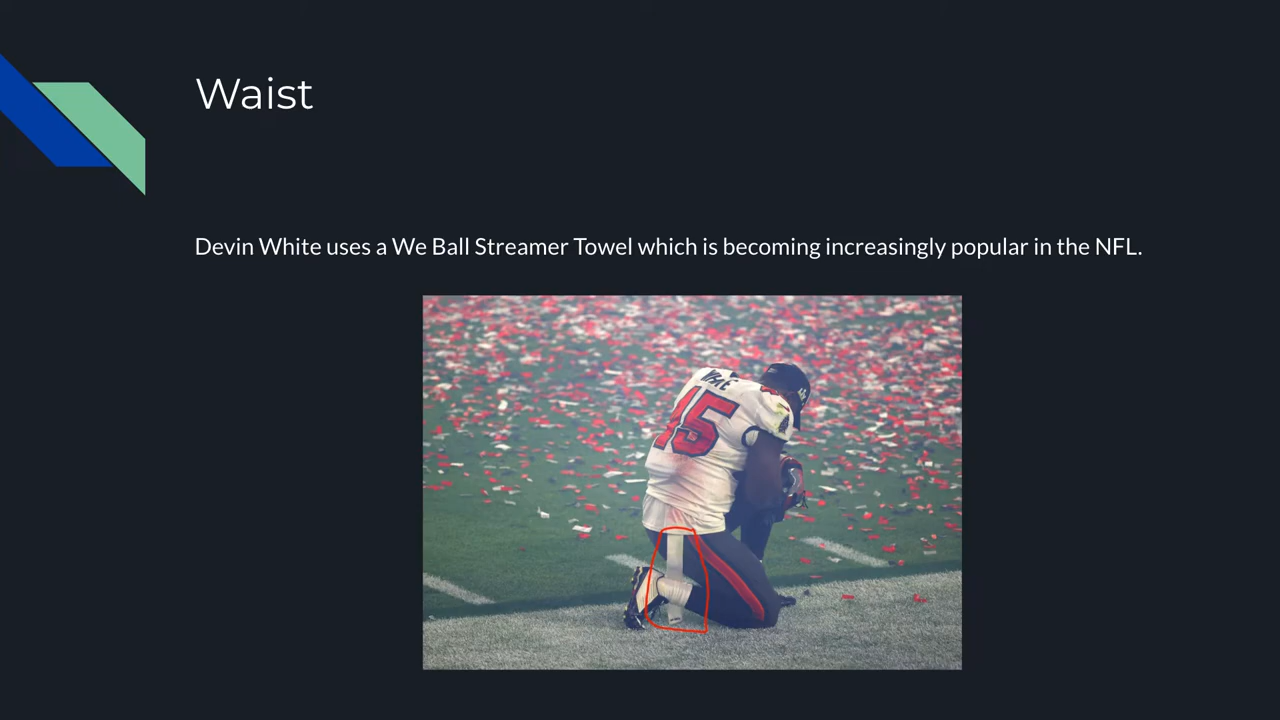 Waist
Devin White uses a We Ball Streamer Towel which is becoming increasingly popular in the NFL.
45